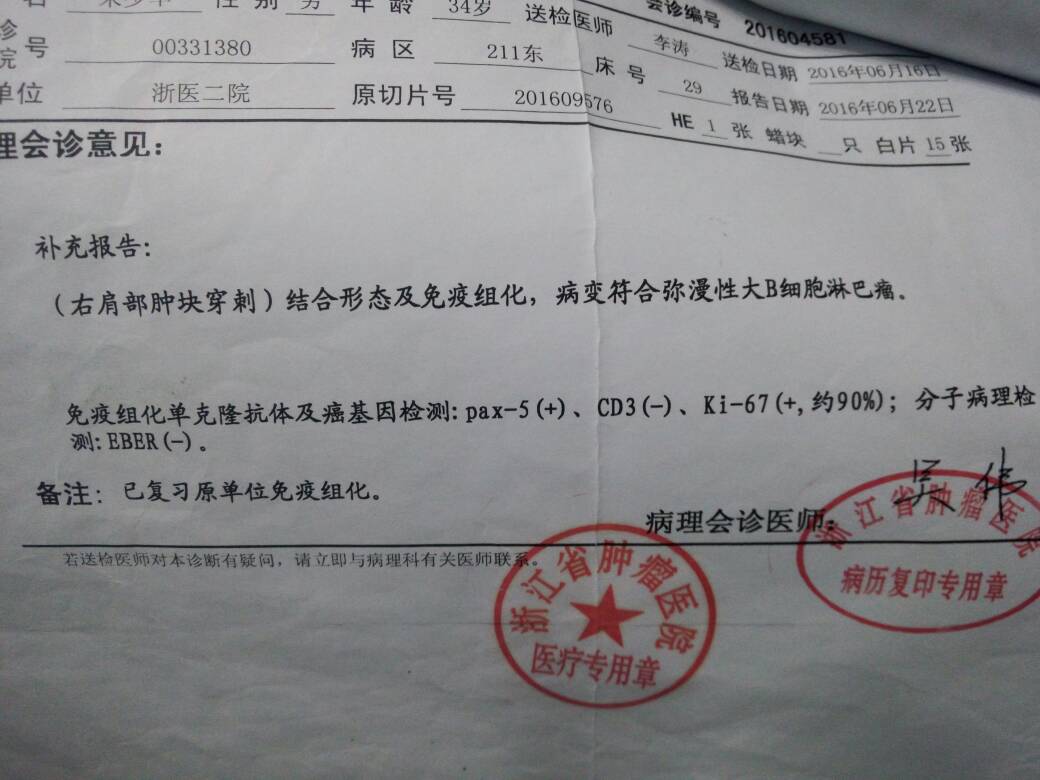 性 别 男 年 龄 34岁 送检医师 李涛 会诊编号 201604581
诊
院 号 00331380 病 区 211东 床 号 29 送检日期 2016年06月16日
单位 浙医二院 原切片号 201609576 报告日期 2016年06月22日
HE 1 张 蜡块 只 白片 15 张
理会诊意见：
补充报告：
（右肩部肿块穿刺）结合形态及免疫组化，病变符合弥漫性大B细胞淋巴瘤。
免疫组化单克隆抗体及癌基因检测：pax-5(+)、CD3(-)、Ki-67(+,约90%)；分子病理检
测：EBER(-)。
备注：已复习原单位免疫组化。
病理会诊医师： 吴伟
若送检医师对本诊断有疑问，请立即与病理科有关医师联系。
浙江省肿瘤医院
医疗专用章
浙江省肿瘤医院
病历复印专用章